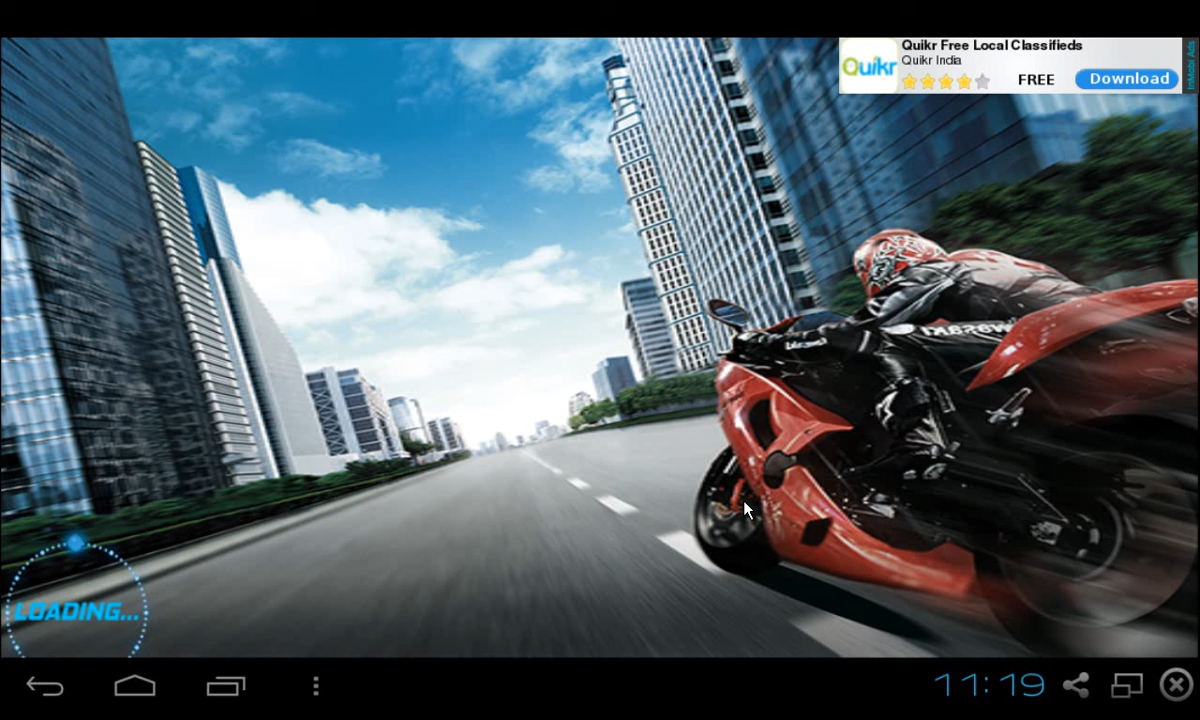 Quikr Free Local Classifieds
Quikr
Quikr India
FREE
Download
LOADING...
11:19